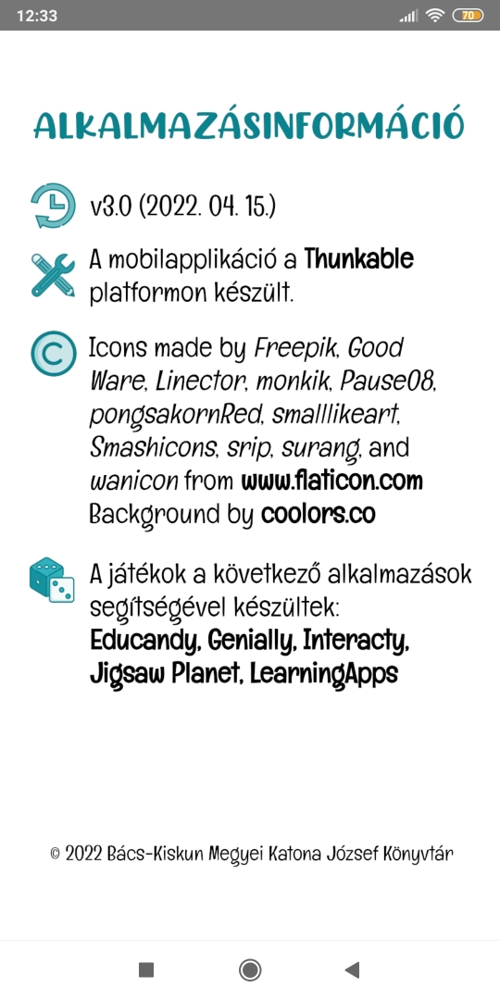 12:33
70
ALKALMAZÁSINFORMÁCIÓ
v3.0 (2022. 04. 15.)
A mobilapplikáció a Thunkable
platformon készült.
C
Icons made by Freepik, Good
Ware, Linector, monkik, Pause08,
pongsakornRed, smalllikeart,
Smashicons, srip, surang, and
wanicon from www.flaticon.com
Background by coolors.co
A játékok a következő alkalmazások
segítségével készültek:
Educandy, Genially, Interacty,
Jigsaw Planet, LearningApps
© 2022 Bács-Kiskun Megyei Katona József Könyvtár